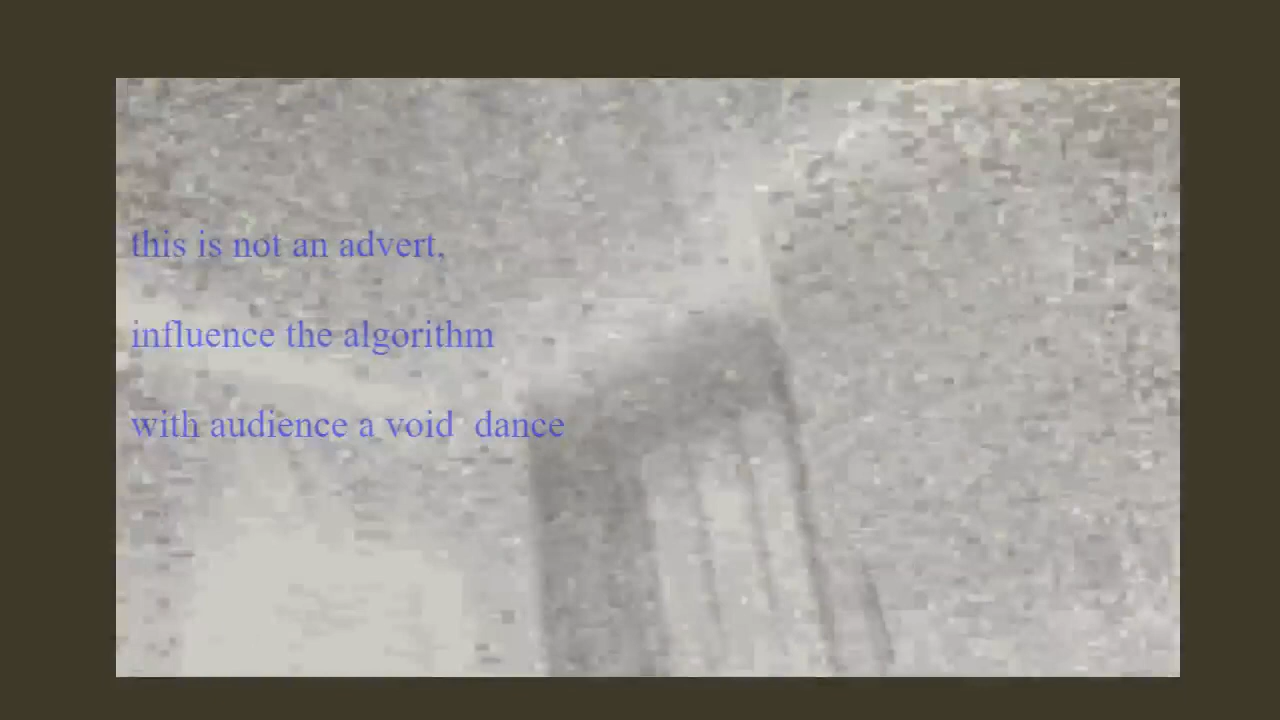 this is not an advert,
influence the algorithm
with audience a void  dance